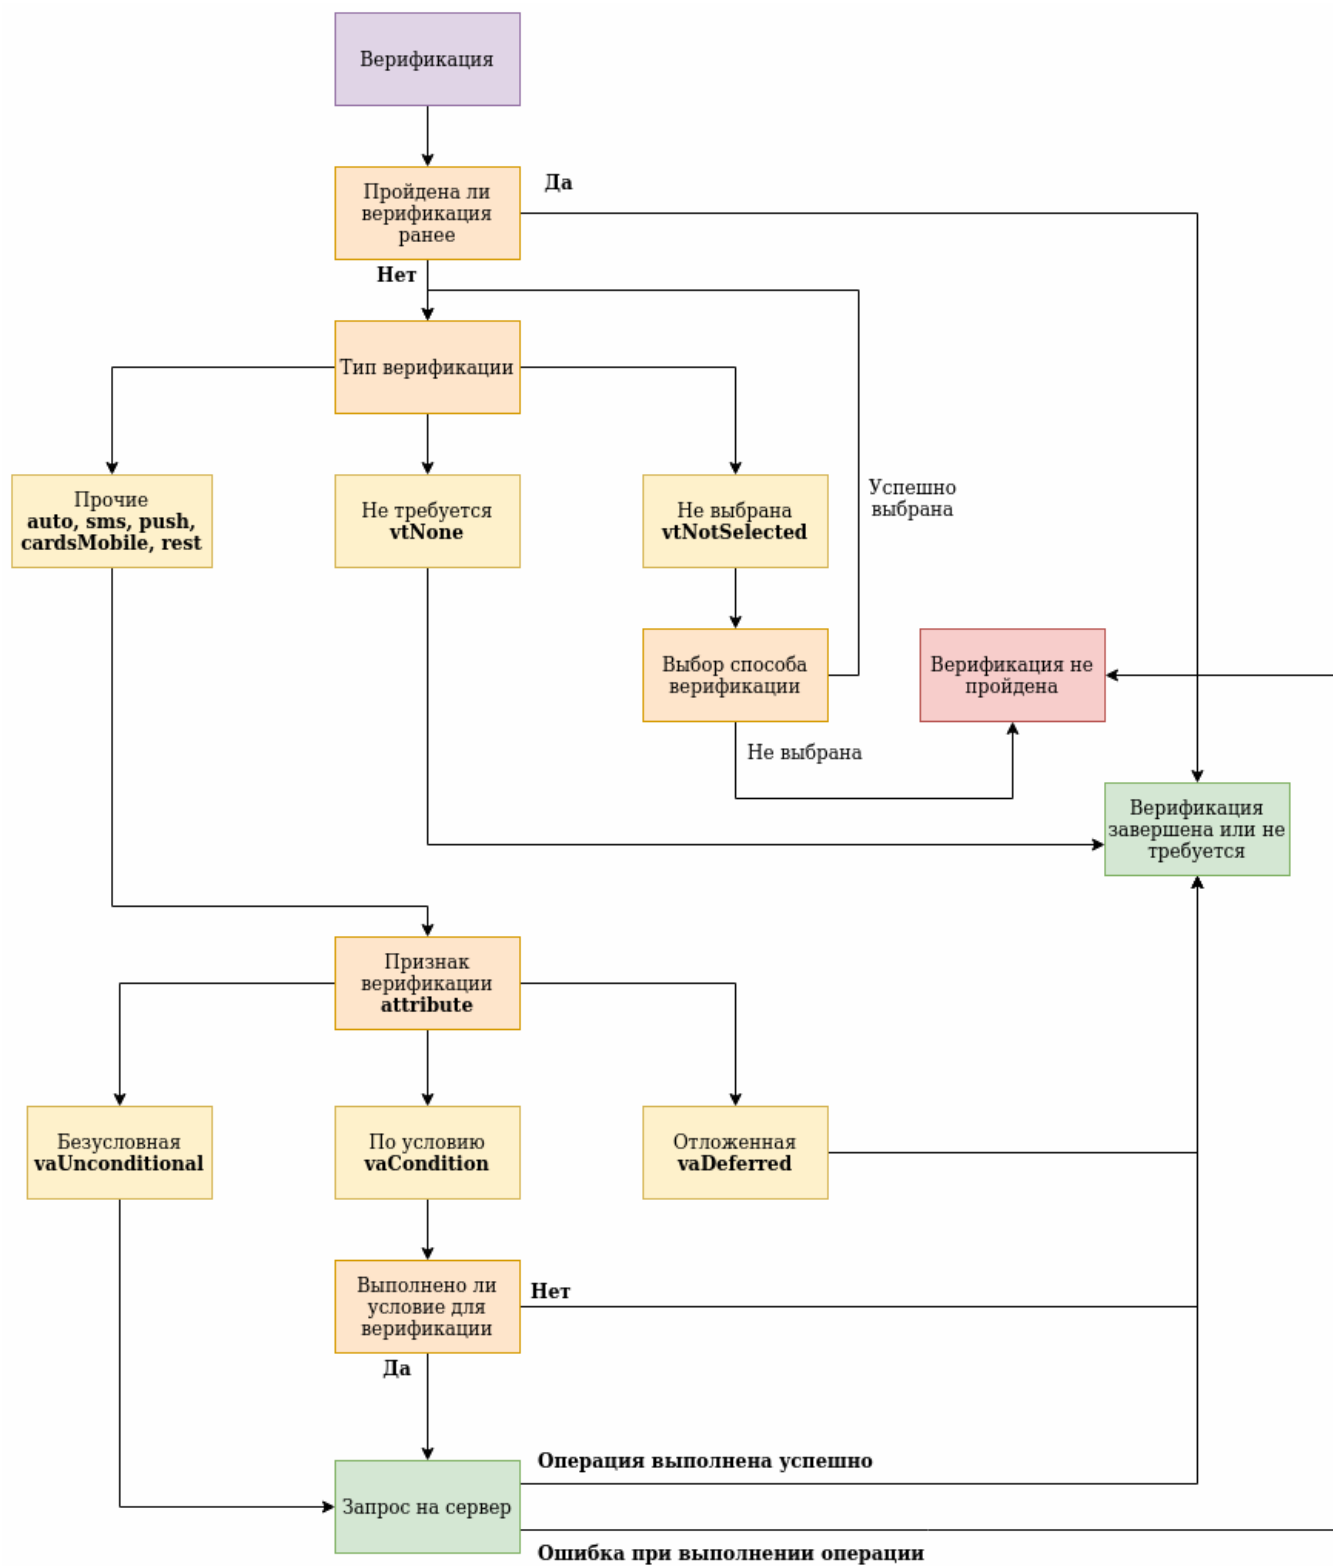 Верификация
Пройдена ли
верификация
ранее
Да
Нет
Тип верификации
Прочие
auto, sms, push,
cardsMobile, rest
Не требуется
vtNone
Не выбрана
vtNotSelected
Успешно
выбрана
Выбор способа
верификации
Верификация не
пройдена
Не выбрана
Верификация
завершена или не
требуется
Признак
верификации
attribute
Безусловная
vaUnconditional
По условию
vaCondition
Отложенная
vaDeferred
Выполнено ли
условие для
верификации
Нет
Да
Операция выполнена успешно
Запрос на сервер
Ошибка при выполнении операции